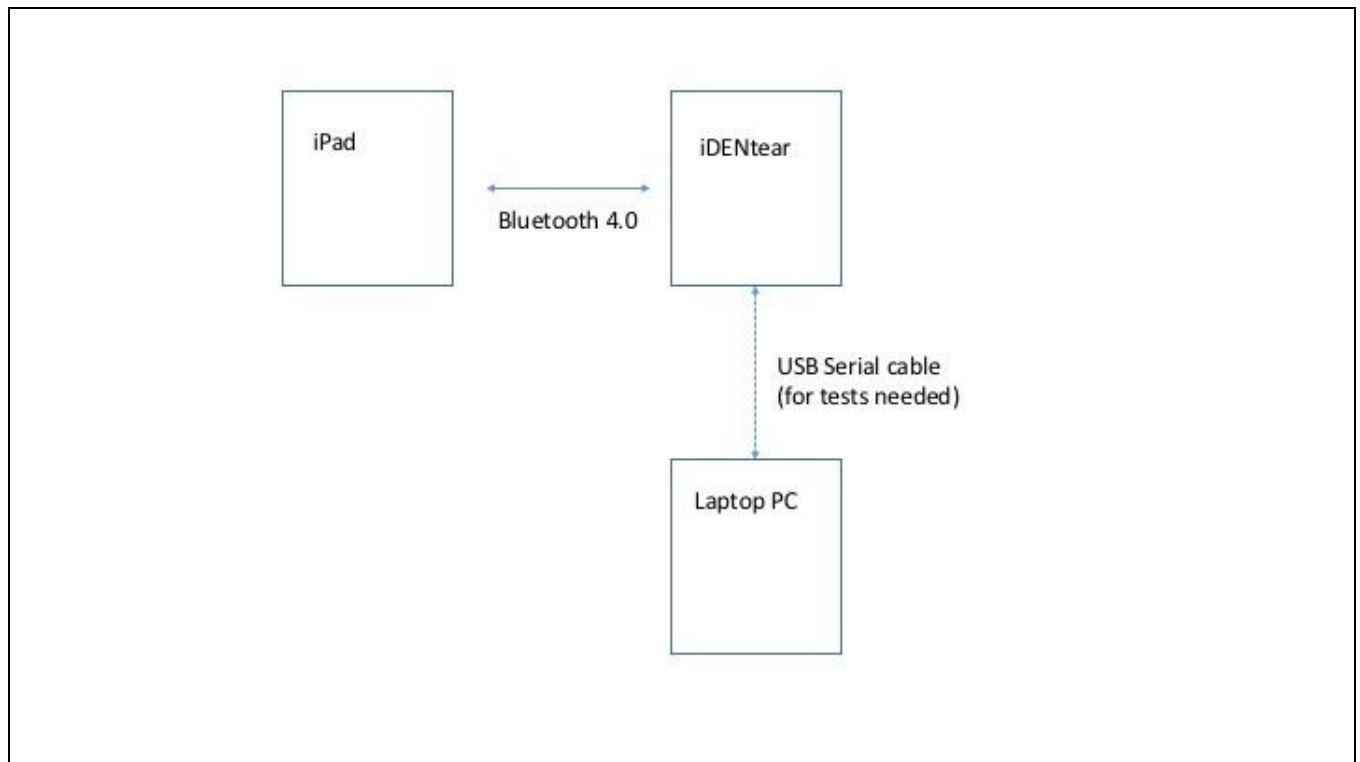 iPad
iDENtear
Bluetooth 4.0
USB Serial cable
(for tests needed)
Laptop PC